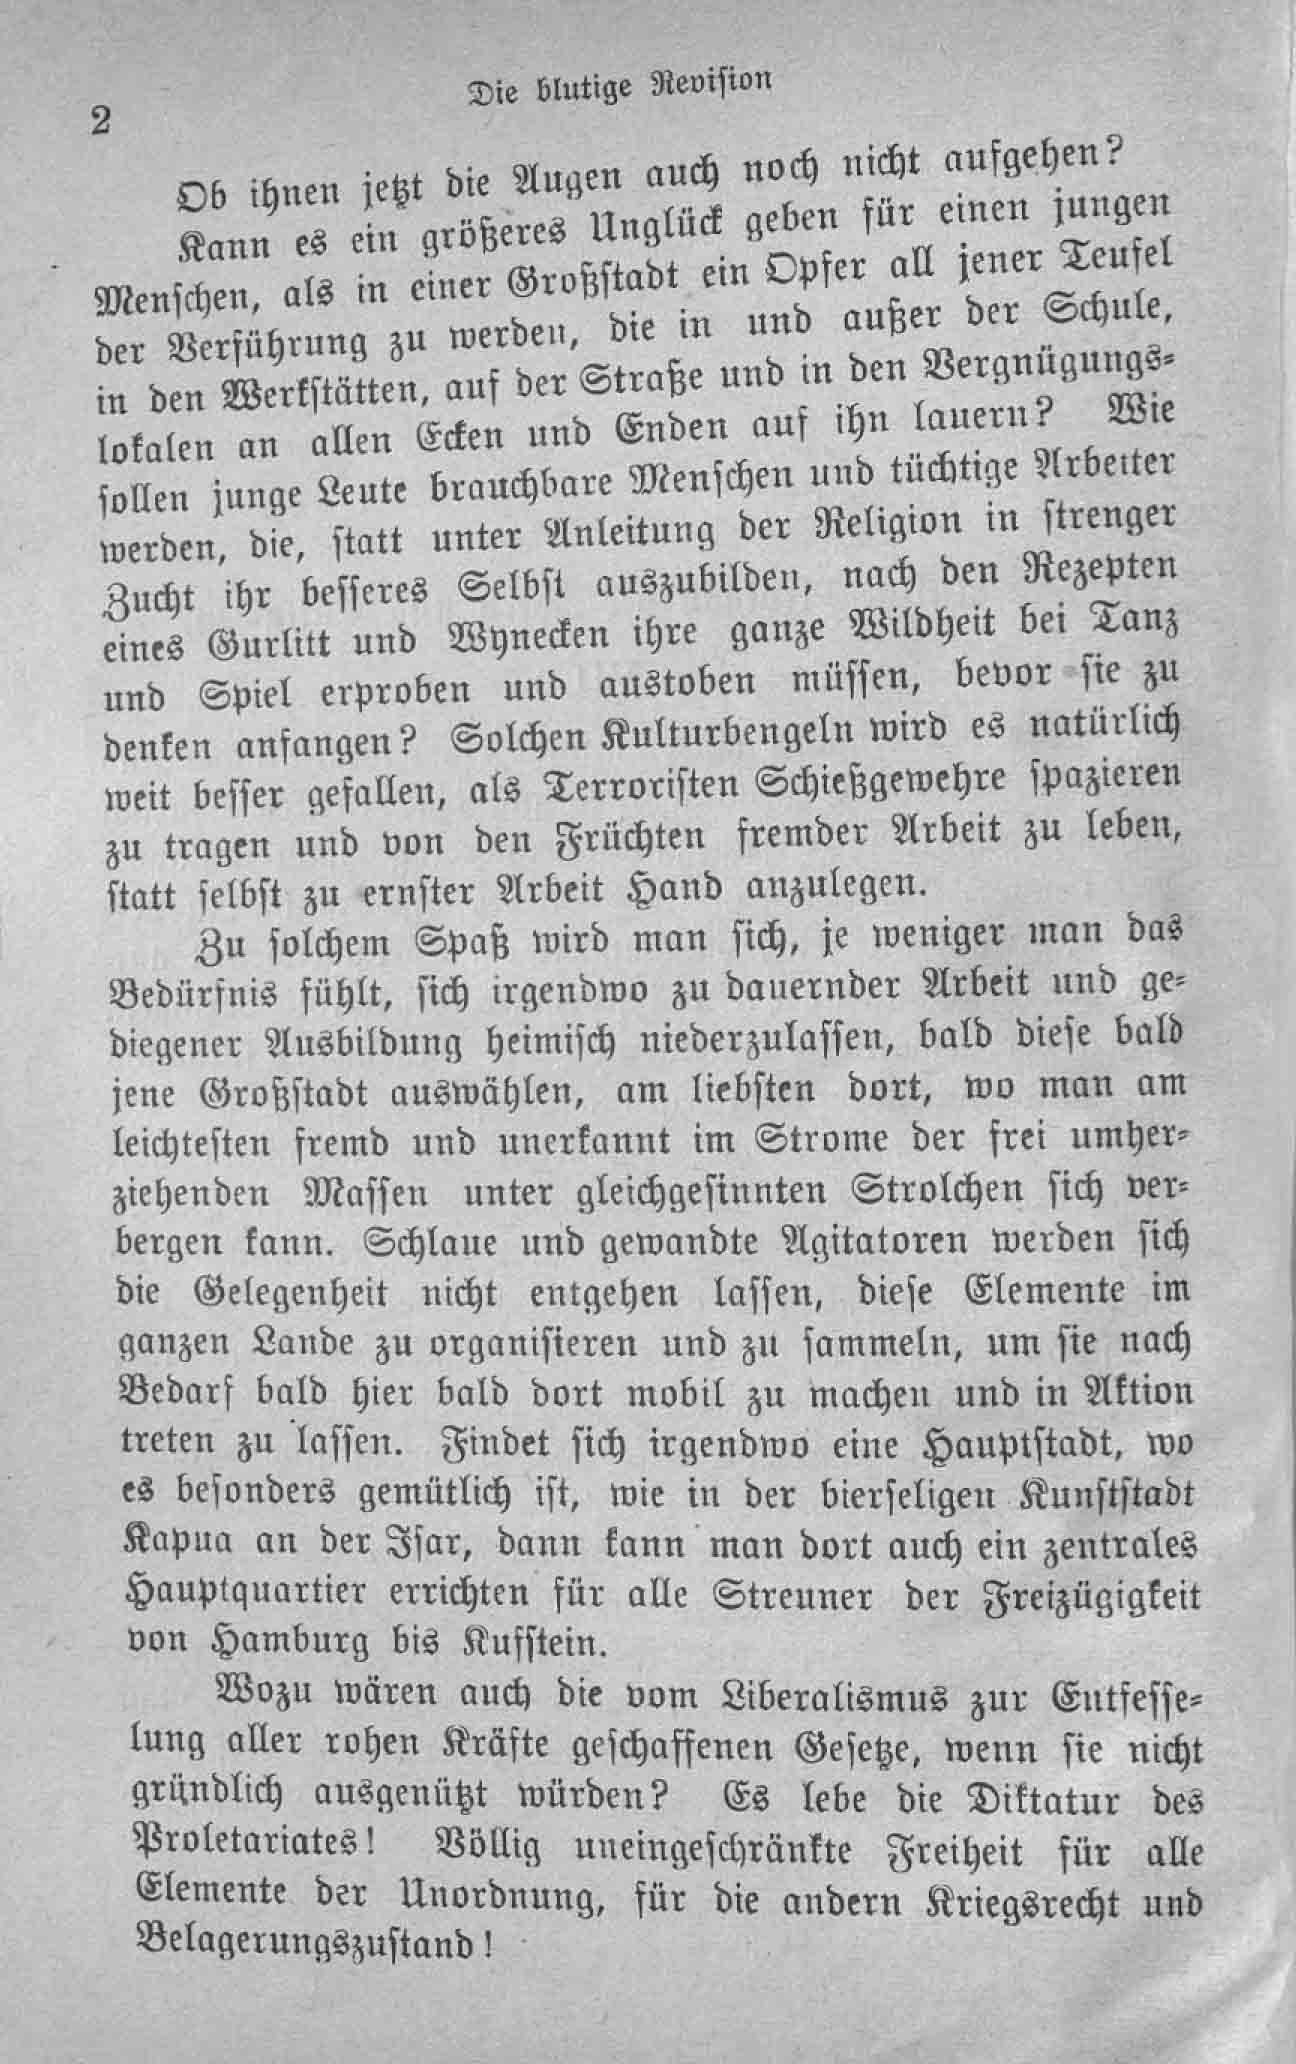 Die blutige Revision
2
Ob ihnen jetzt die Augen auch noch nicht aufgehen?
Kann es ein größeres Unglück geben für einen jungen
Menschen, als in einer Großstadt ein Opfer all jener Teufel
der Verführung zu werden, die in und außer der Schule,
in den Werkstätten, auf der Straße und in den Vergnügungs-
lokalen an allen Ecken und Enden auf ihn lauern? Wie
sollen junge Leute brauchbare Menschen und tüchtige Arbeiter
werden, die, statt unter Anleitung der Religion in strenger
Zucht ihr besseres Selbst auszubilden, nach den Rezepten
eines Gurlitt und Wynecken ihre ganze Wildheit bei Tanz
und Spiel erproben und austoben müssen, bevor sie zu
denken anfangen? Solchen Kulturbengeln wird es natürlich
weit besser gefallen, als Terroristen Schießgewehre spazieren
zu tragen und von den Früchten fremder Arbeit zu leben,
statt selbst zu ernster Arbeit Hand anzulegen.
Zu solchem Spaß wird man sich, je weniger man das
Bedürfnis fühlt, sich irgendwo zu dauernder Arbeit und ge-
diegener Ausbildung heimisch niederzulassen, bald diese bald
jene Großstadt auswählen, am liebsten dort, wo man am
leichtesten fremd und unerkannt im Strome der frei umher-
ziehenden Massen unter gleichgesinnten Strolchen sich ver-
bergen kann. Schlaue und gewandte Agitatoren werden sich
die Gelegenheit nicht entgehen lassen, diese Elemente im
ganzen Lande zu organisieren und zu sammeln, um sie nach
Bedarf bald hier bald dort mobil zu machen und in Aktion
treten zu lassen. Findet sich irgendwo eine Hauptstadt, wo
es besonders gemütlich ist, wie in der bierseligen Kunststadt
Kapua an der Isar, dann kann man dort auch ein zentrales
Hauptquartier errichten für alle Streuner der Freizügigkeit
von Hamburg bis Kufstein.
Wozu wären auch die vom Liberalismus zur Entfesse-
lung aller rohen Kräfte geschaffenen Gesetze, wenn sie nicht
gründlich ausgenützt würden? Es lebe die Diktatur des
Proletariates! Völlig uneingeschränkte Freiheit für alle
Elemente der Unordnung, für die andern Kriegsrecht und
Belagerungszustand!